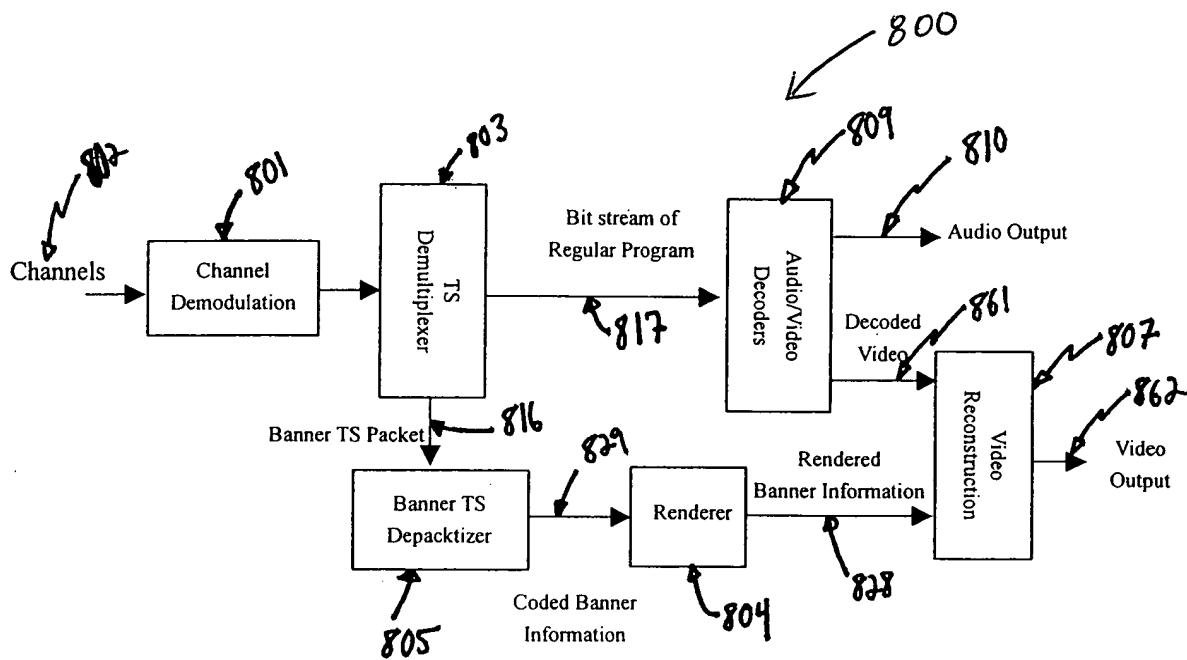 800
802
801
803
809
810
Channels
Channel
Demodulation
TS
Demultiplexer
Bit stream of
Regular Program
817
Audio/Video
Decoders
Audio Output
Decoded
Video
861
807
862
Video
Reconstruction
Video
Output
Banner TS Packet
816
829
Banner TS
Depacktizer
805
Coded Banner
Information
Renderer
804
Rendered
Banner Information
828